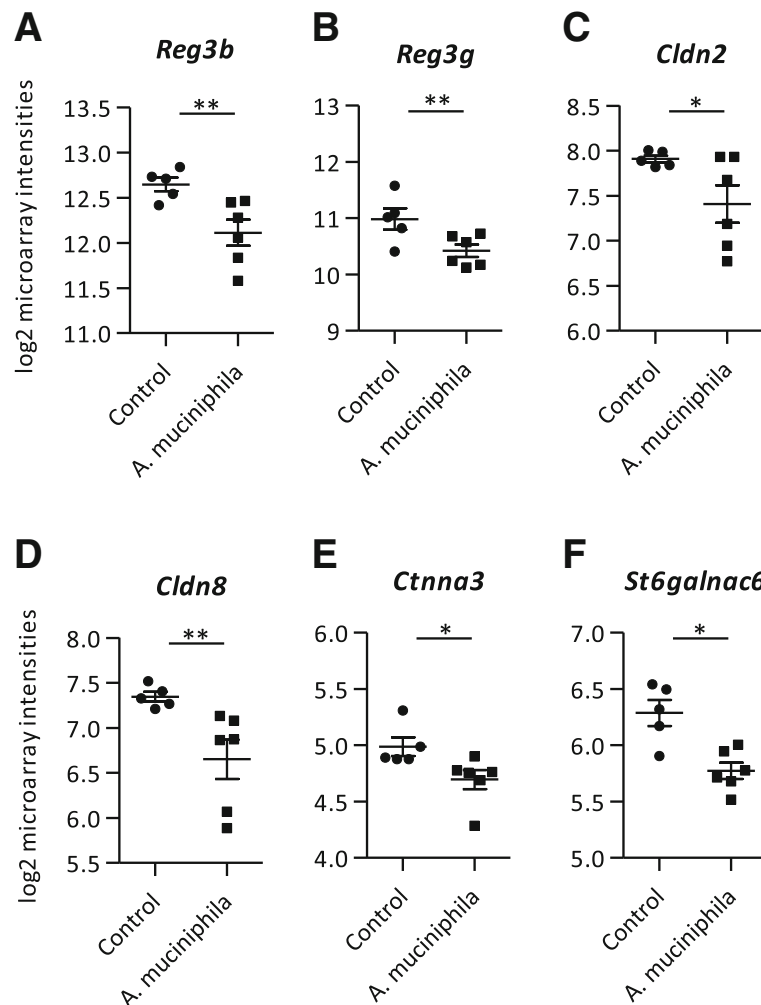 A
Reg3b
log2 microarray intensities
13.5
13.0
12.5
12.0
11.5
11.0
**
Control
A. muciniphila
B
Reg3g
13
12
11
10
9
**
Control
A. muciniphila
C
Cldn2
8.5
8.0
7.5
7.0
6.5
6.0
*
Control
A. muciniphila
D
Cldn8
log2 microarray intensities
8.0
7.5
7.0
6.5
6.0
5.5
**
Control
A. muciniphila
E
Ctnna3
6.0
5.5
5.0
4.5
4.0
*
Control
A. muciniphila
F
St6galnac6
7.0
6.5
6.0
5.5
5.0
*
Control
A. muciniphila